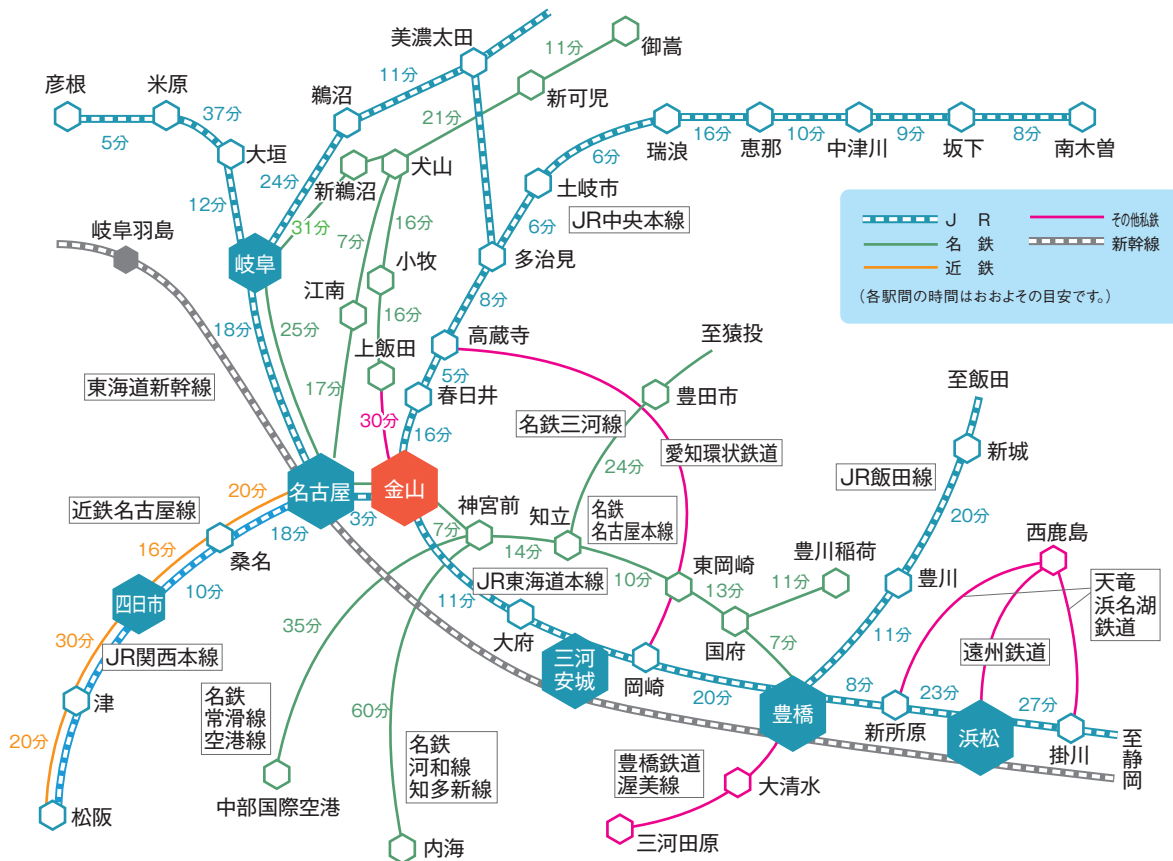 美濃太田
御嵩
11分
11分
彦根
米原
37分
鵜沼
新可児
21分
5分
大垣
24分
12分
新鵜沼
犬山
31分
7分
16分
瑞浪
16分
恵那
10分
中津川
9分
坂下
8分
南木曽
6分
土岐市
6分
JR中央本線
多治見
8分
JR
名鉄
近鉄
その他私鉄
新幹線
(各駅間の時間はおおよその目安です。)
岐阜羽島
岐阜
小牧
江南
16分
18分
25分
上飯田
高蔵寺
5分
至猿投
東海道新幹線
17分
30分
春日井
16分
豊田市
名鉄三河線
24分
愛知環状鉄道
至飯田
新城
JR飯田線
20分
名古屋
金山
3分
20分
近鉄名古屋線
18分
16分
桑名
10分
四日市
30分
JR関西本線
津
20分
松阪
神宮前
7分
14分
知立
名鉄
名古屋本線
10分
東岡崎
13分
豊川稲荷
11分
国府
7分
豊川
11分
西鹿島
天竜
浜名湖
鉄道
遠州鉄道
JR東海道本線
11分
大府
三河
安城
岡崎
20分
豊橋
8分
新所原
23分
浜松
27分
掛川
至静岡
35分
名鉄
常滑線
空港線
中部国際空港
60分
名鉄
河和線
知多新線
内海
豊橋鉄道
渥美線
大清水
三河田原